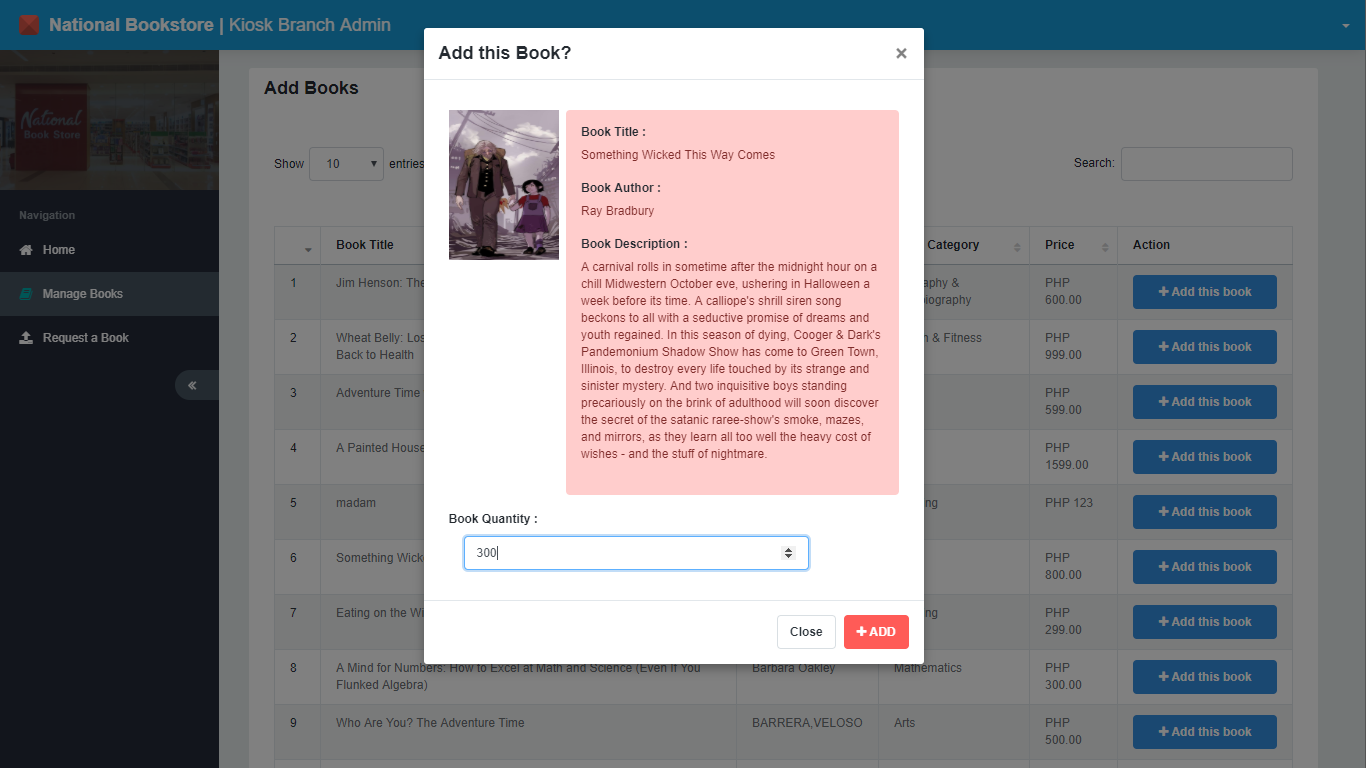 National Bookstore | Kiosk Branch Admin
National
Book Store
Navigation
Home
Manage Books
Request a Book
Add Books
Show 10 entries
Search:
Book Title Category Price Action
1 Jim Henson: The PHP 600.00 Add this book
2 Wheat Belly: Los
Back to Health & Fitness PHP 999.00 Add this book
3 Adventure Time PHP 599.00 Add this book
4 A Painted House PHP 1599.00 Add this book
5 madam PHP 123 Add this book
6 Something Wick PHP 800.00 Add this book
7 Eating on the Wi PHP 299.00 Add this book
8 A Mind for Numbers: How to Excel at Math and Science (Even If You
Flunked Algebra) Barbara Oakley Mathematics PHP 300.00 Add this book
9 Who Are You? The Adventure Time BARRERA,VELOSO Arts PHP 500.00 Add this book
Add this Book? ×
Book Title :
Something Wicked This Way Comes
Book Author :
Ray Bradbury
Book Description :
A carnival rolls in sometime after the midnight hour on a
chill Midwestern October eve, ushering in Halloween a
week before its time. A calliope's shrill siren song
beckons to all with a seductive promise of dreams and
youth regained. In this season of dying, Cooger & Dark's
Pandemonium Shadow Show has come to Green Town,
Illinois, to destroy every life touched by its strange and
sinister mystery. And two inquisitive boys standing
precariously on the brink of adulthood will soon discover
the secret of the satanic raree-show's smoke, mazes,
and mirrors, as they learn all too well the heavy cost of
wishes - and the stuff of nightmare.
Book Quantity :
300
Close
ADD